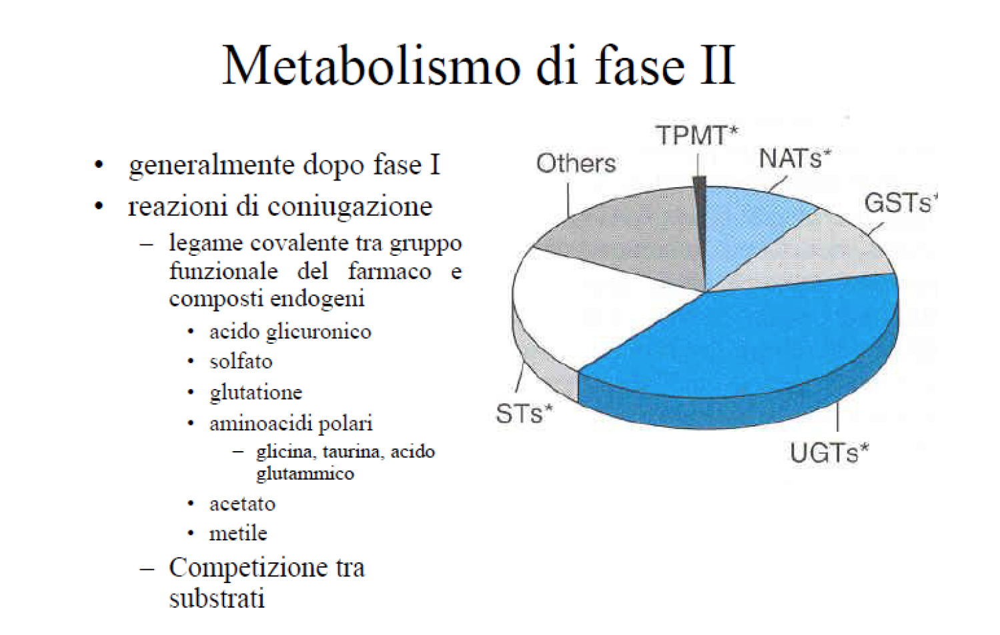 Metabolismo di fase II
• generalmente dopo fase I
• reazioni di coniugazione
– legame covalente tra gruppo
funzionale del farmaco e
composti endogeni
• acido glicuronico
• solfato
• glutatione
• aminoacidi polari
– glicina, taurina, acido
glutammico
• acetato
• metile
– Competizione tra
substrati
TPMT*
Others
NATs*
GSTs*
STs*
UGTs*